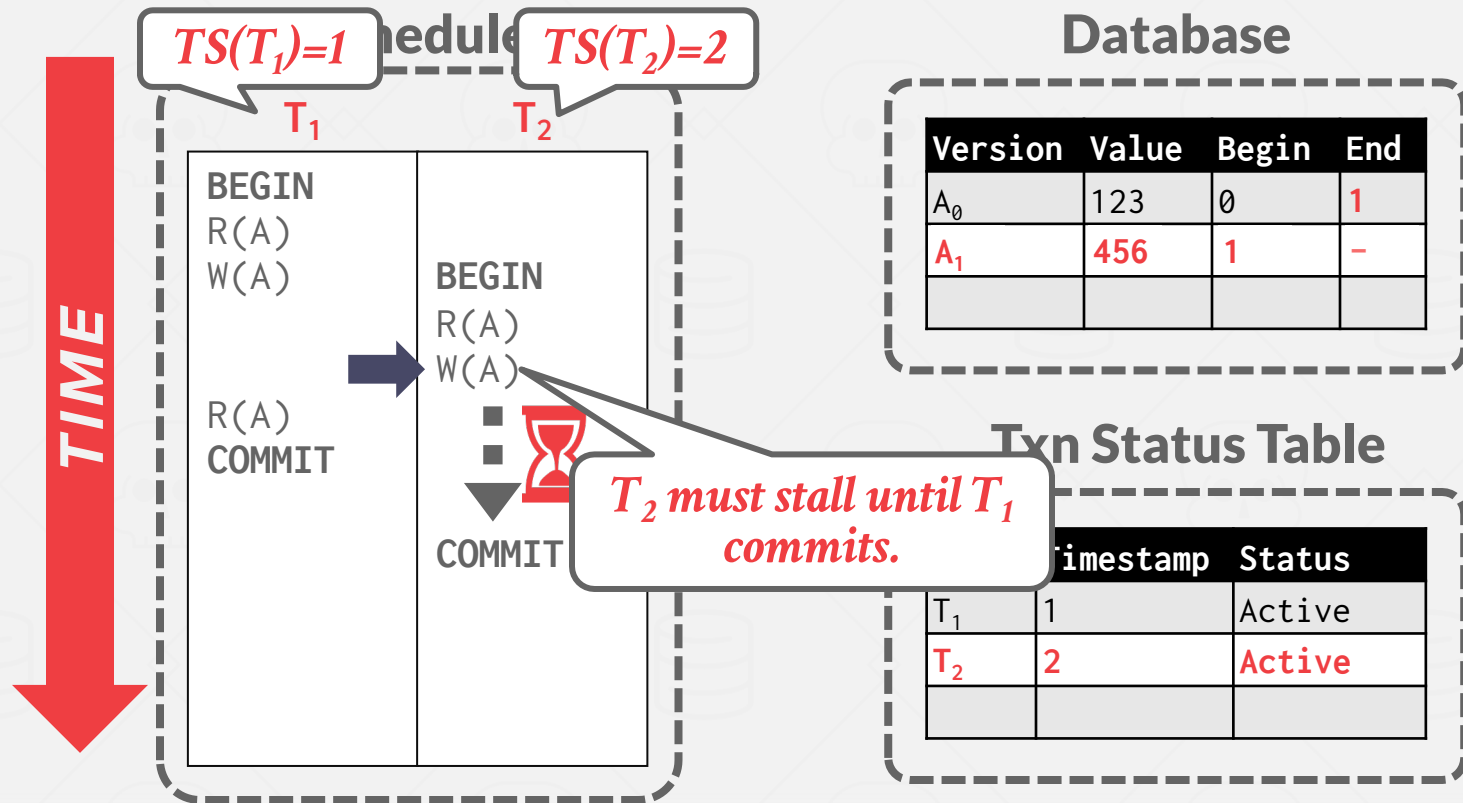 TS(T₁)=1
hedule
TS(T₂)=2
T₁
T₂
BEGIN
R(A)
W(A)
R(A)
COMMIT
BEGIN
R(A)
W(A)
COMMIT
TIME
T₂ must stall until T₁
commits.
Database
Version Value Begin End
A₀ 123 0 1
A₁ 456 1 –
Txn Status Table
imestamp Status
T₁ 1 Active
T₂ 2 Active